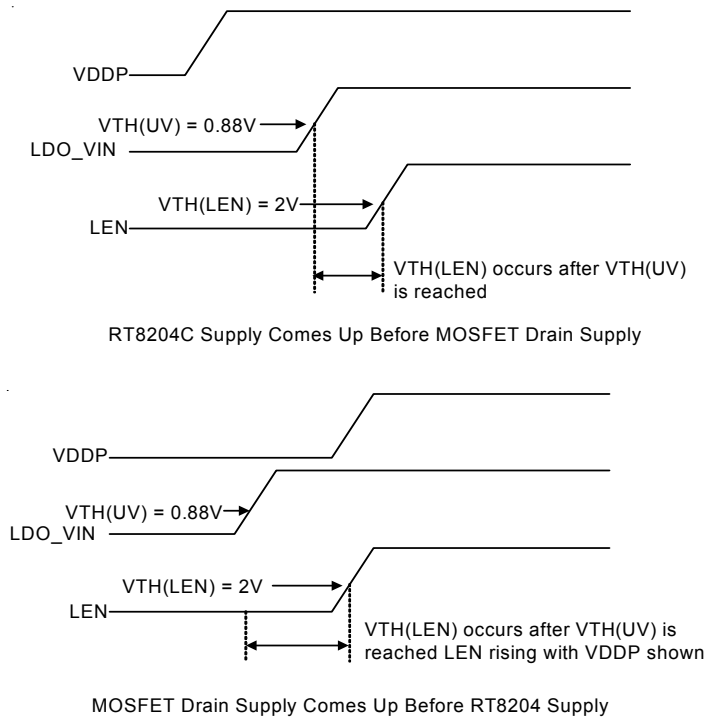 VDDP
VTH(UV) = 0.88V
LDO_VIN
VTH(LEN) = 2V
LEN
VTH(LEN) occurs after VTH(UV)
is reached
RT8204C Supply Comes Up Before MOSFET Drain Supply
VDDP
VTH(UV) = 0.88V
LDO_VIN
VTH(LEN) = 2V
LEN
VTH(LEN) occurs after VTH(UV) is
reached LEN rising with VDDP shown
MOSFET Drain Supply Comes Up Before RT8204 Supply